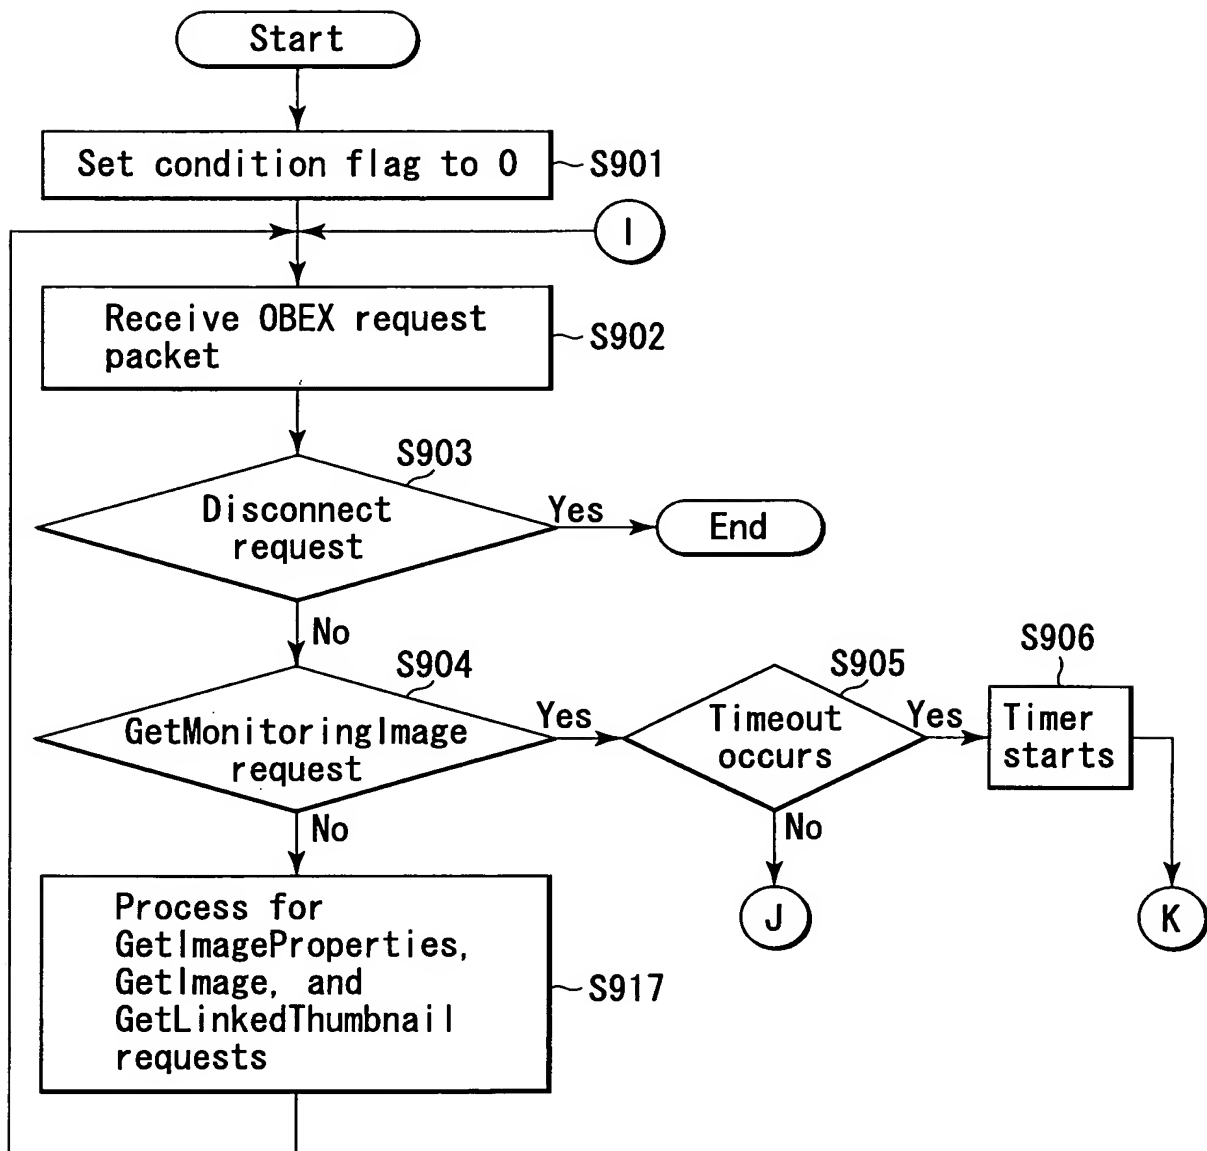 Start
Set condition flag to 0
S901
I
Receive OBEX request
packet
S902
S903
Disconnect
request
Yes
End
No
S904
GetMonitoringImage
request
Yes
S905
Timeout
occurs
Yes
S906
Timer
starts
No
No
J
K
Process for
GetImageProperties,
GetImage, and
GetLinkedThumbnail
requests
S917